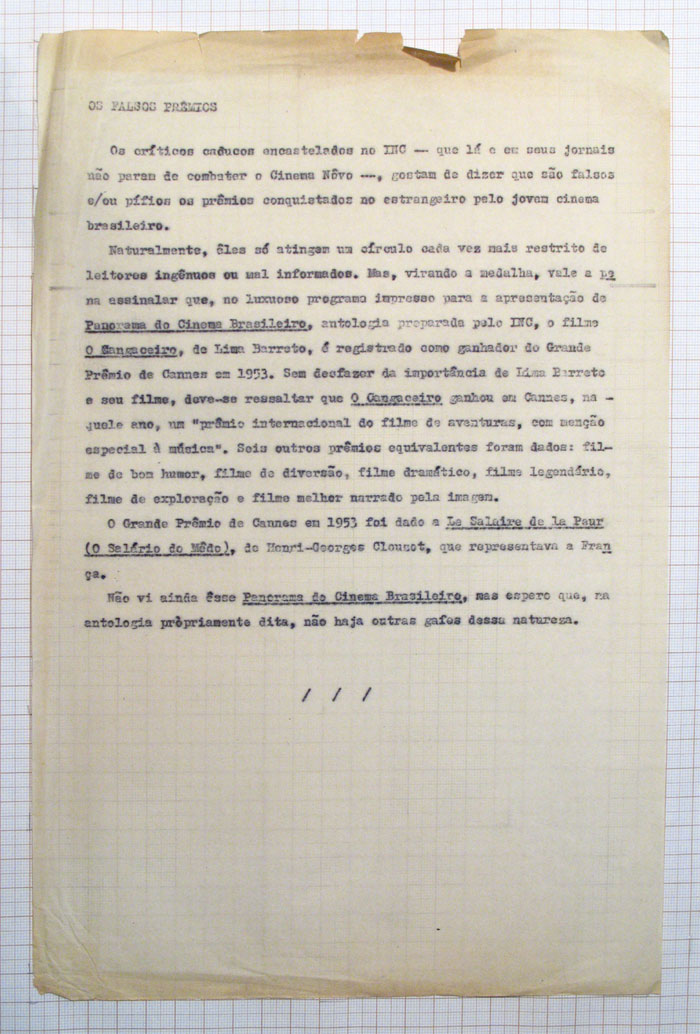 OS FALSOS PRÊMIOS
Os críticos caducos encastelados no INC -- que lá e em seus jornais
não param de combater o Cinema Nôvo --, gostam de dizer que são falsos
e/ou pífios os prêmios conquistados no estrangeiro pelo jovem cinema
brasileiro.
Naturalmente, êles só atingem um círculo cada vez mais restrito de
leitores ingênuos ou mal informados. Mas, virando a medalha, vale a pe
na assinalar que, no luxuoso programa impresso para a apresentação de
Panorama do Cinema Brasileiro, antologia preparada pelo INC, o filme
O Cangaceiro, de Lima Barreto, é registrado como ganhador do Grande
Prêmio de Cannes em 1953. Sem desfazer da importância de Lima Barreto
e seu filme, deve-se ressaltar que O Cangaceiro ganhou em Cannes, na -
quele ano, um "prêmio internacional do filme de aventuras, com menção
especial à música". Seis outros prêmios equivalentes foram dados: fil-
me de bom humor, filme de diversão, filme dramático, filme legendário,
filme de exploração e filme melhor narrado pela imagem.
O Grande Prêmio de Cannes em 1953 foi dado a Le Salaire de la Peur
(O Salário do Mêdo), de Henri-Georges Clouzot, que representava a Fran
ça.
Não vi ainda êsse Panorama do Cinema Brasileiro, mas espero que, na
antologia pròpriamente dita, não haja outras gafes dessa natureza.
/ / /